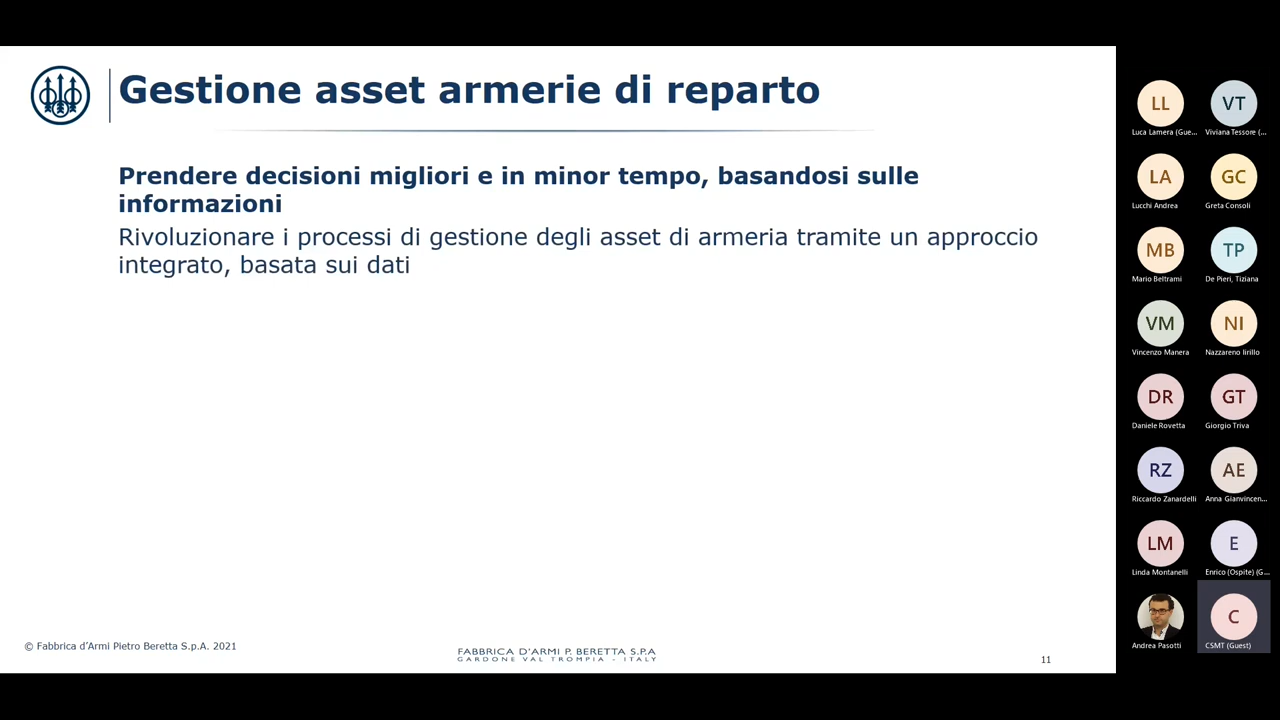 Gestione asset armerie di reparto
Prendere decisioni migliori e in minor tempo, basandosi sulle
informazioni
Rivoluzionare i processi di gestione degli asset di armeria tramite un approccio
integrato, basata sui dati
© Fabbrica d'Armi Pietro Beretta S.p.A. 2021
FABBRICA D'ARMI P. BERETTA S.P.A
GARDONE VAL TROMPIA - ITALY
11
LL
VT
Luca Lamera (Gue...
Viviana Tessore (...
LA
GC
Lucchi Andrea
Greta Consoli
MB
TP
Mario Beltrami
De Pieri, Tiziana
VM
NI
Vincenzo Manera
Nazzareno Iirillo
DR
GT
Daniele Rovetta
Giorgio Triva
RZ
AE
Riccardo Zanardelli
Anna Gianvincen...
LM
E
Linda Montanelli
Enrico (Ospite) (G...
C
Andrea Pasotti
CSMT (Guest)